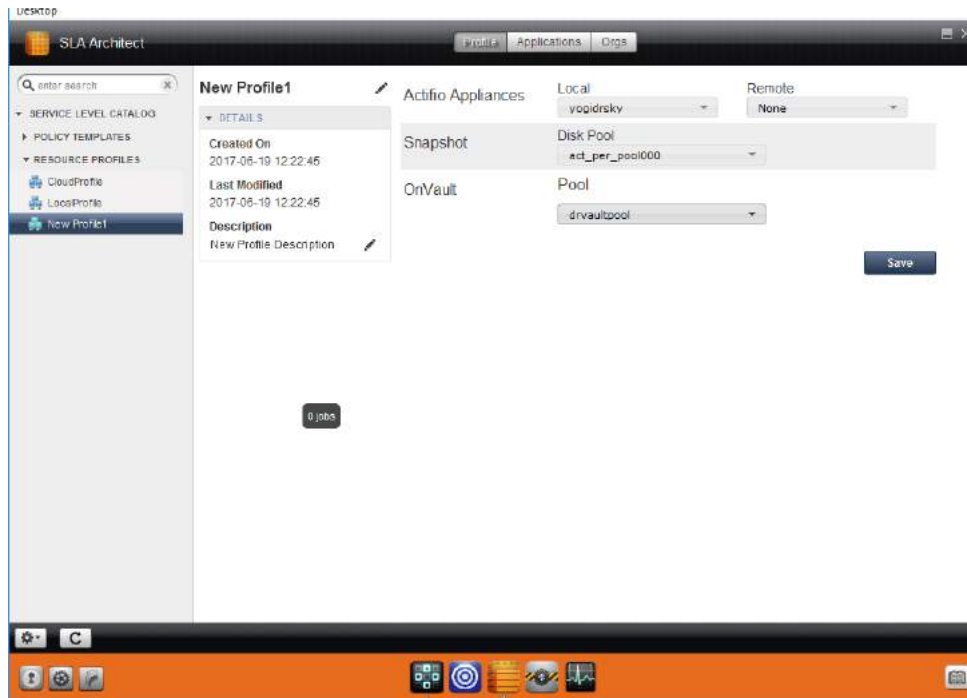 Desktop
SLA Architect
Profile
Applications
Orgs
enter search
SERVICE LEVEL CATALOG
POLICY TEMPLATES
RESOURCE PROFILES
CloudProfile
LocalProfile
New Profile1
New Profile1
DETAILS
Created On
2017-06-19 12:22:45
Last Modified
2017-06-19 12:22:45
Description
New Profile Description
Actifio Appliances
Local
yogidrsky
Remote
None
Snapshot
Disk Pool
act_per_pool000
OnVault
Pool
drvaultpool
Save
0 jobs